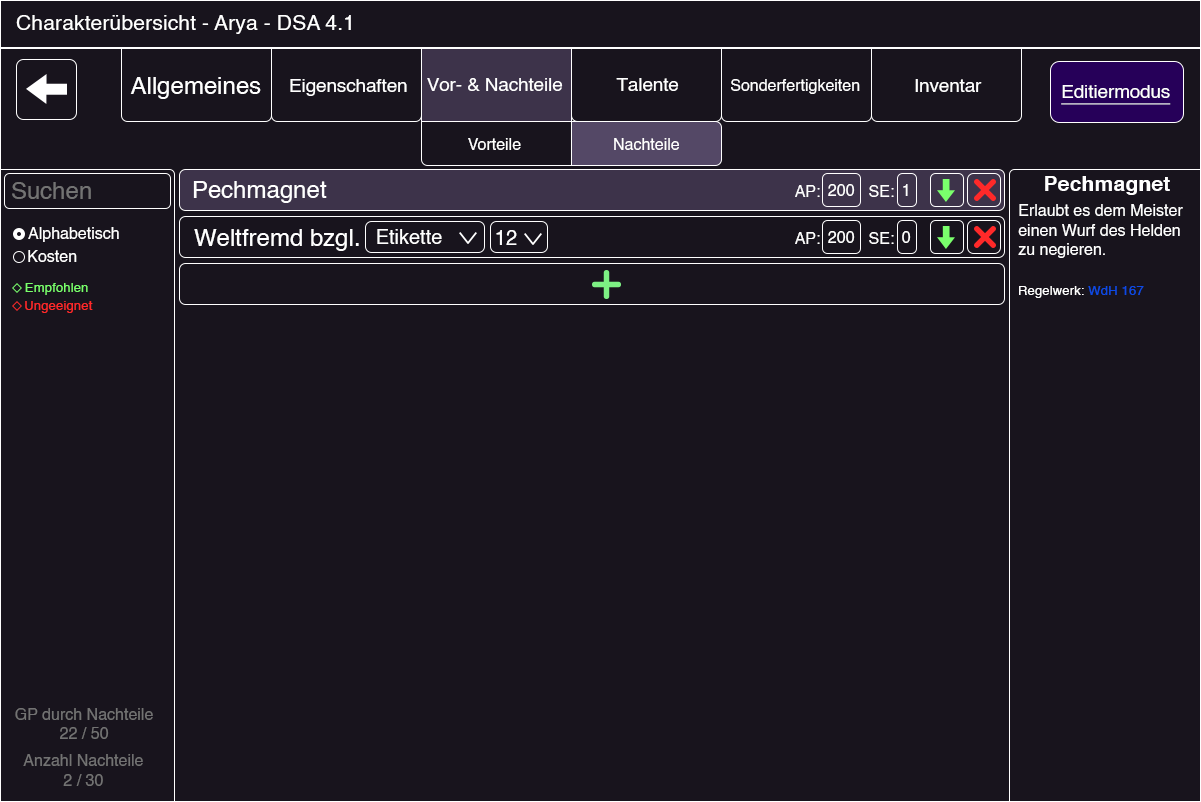 Charakterübersicht - Arya - DSA 4.1
Allgemeines
Eigenschaften
Vor- & Nachteile
Talente
Sonderfertigkeiten
Inventar
Editiermodus
Vorteile
Nachteile
Suchen
Alphabetisch
Kosten
Empfohlen
Ungeeignet
Pechmagnet AP: 200 SE: 1
Weltfremd bzgl. Etikette 12 AP: 200 SE: 0
Pechmagnet
Erlaubt es dem Meister
einen Wurf des Helden
zu negieren.
Regelwerk: WdH 167
GP durch Nachteile
22 / 50
Anzahl Nachteile
2 / 30